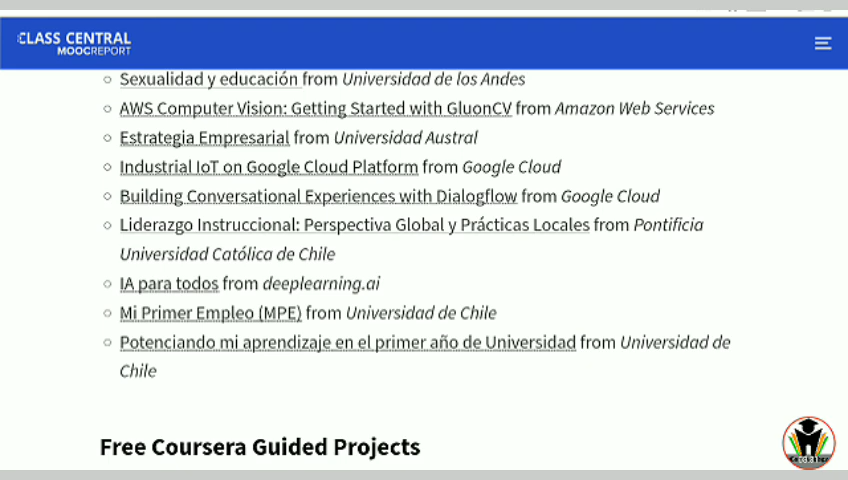 CLASS CENTRAL
MOOCREPORT
Sexualidad y educación from Universidad de los Andes
AWS Computer Vision: Getting Started with GluonCV from Amazon Web Services
Estrategia Empresarial from Universidad Austral
Industrial IoT on Google Cloud Platform from Google Cloud
Building Conversational Experiences with Dialogflow from Google Cloud
Liderazgo Instruccional: Perspectiva Global y Prácticas Locales from Pontificia
Universidad Católica de Chile
IA para todos from deeplearning.ai
Mi Primer Empleo (MPE) from Universidad de Chile
Potenciando mi aprendizaje en el primer año de Universidad from Universidad de
Chile
Free Coursera Guided Projects